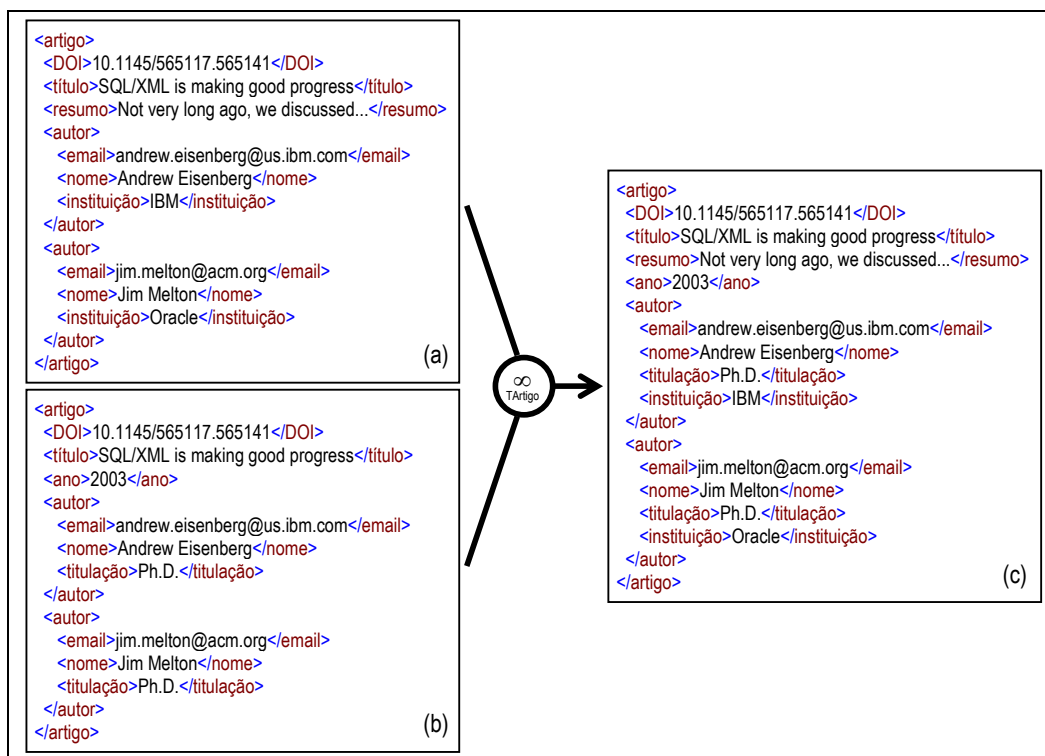 <artigo>
<DOI>10.1145/565117.565141</DOI>
<título>SQL/XML is making good progress</título>
<resumo>Not very long ago, we discussed...</resumo>
<autor>
<email>andrew.eisenberg@us.ibm.com</email>
<nome>Andrew Eisenberg</nome>
<instituição>IBM</instituição>
</autor>
<autor>
<email>jim.melton@acm.org</email>
<nome>Jim Melton</nome>
<instituição>Oracle</instituição>
</autor>
</artigo>
(a)
<artigo>
<DOI>10.1145/565117.565141</DOI>
<título>SQL/XML is making good progress</título>
<ano>2003</ano>
<autor>
<email>andrew.eisenberg@us.ibm.com</email>
<nome>Andrew Eisenberg</nome>
<titulação>Ph.D.</titulação>
</autor>
<autor>
<email>jim.melton@acm.org</email>
<nome>Jim Melton</nome>
<titulação>Ph.D.</titulação>
</autor>
</artigo>
(b)
∞
TArtigo
<artigo>
<DOI>10.1145/565117.565141</DOI>
<título>SQL/XML is making good progress</título>
<resumo>Not very long ago, we discussed...</resumo>
<ano>2003</ano>
<autor>
<email>andrew.eisenberg@us.ibm.com</email>
<nome>Andrew Eisenberg</nome>
<titulação>Ph.D.</titulação>
<instituição>IBM</instituição>
</autor>
<autor>
<email>jim.melton@acm.org</email>
<nome>Jim Melton</nome>
<titulação>Ph.D.</titulação>
<instituição>Oracle</instituição>
</autor>
</artigo>
(c)